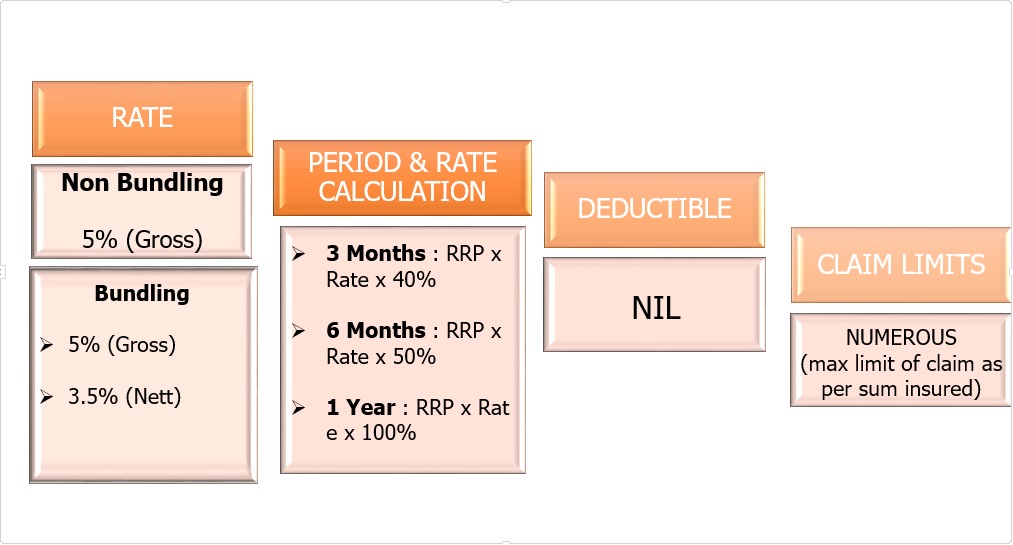 RATE
Non Bundling
5% (Gross)
Bundling
➢ 5% (Gross)
➢ 3.5% (Nett)
PERIOD & RATE
CALCULATION
➢ 3 Months : RRP x
Rate x 40%
➢ 6 Months : RRP x
Rate x 50%
➢ 1 Year : RRP x Rat
e x 100%
DEDUCTIBLE
NIL
CLAIM LIMITS
NUMEROUS
(max limit of claim as
per sum insured)